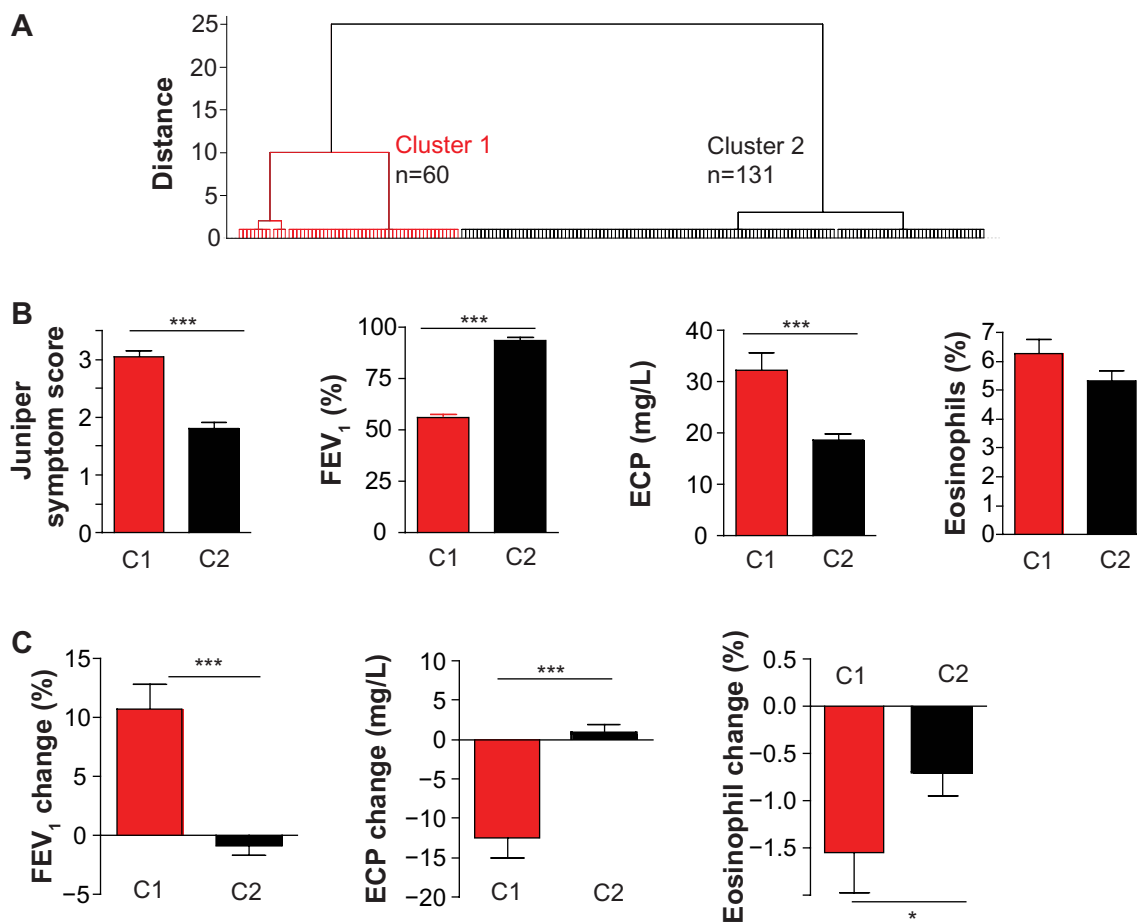 A
Distance
25
20
15
10
5
0
Cluster 1
n=60
Cluster 2
n=131
B
Juniper
symptom score
3
2
1
0
***
C1
C2
FEV1 (%)
100
75
50
25
0
***
C1
C2
ECP (mg/L)
40
30
20
10
0
***
C1
C2
Eosinophils (%)
7
6
5
4
3
2
1
0
C1
C2
C
FEV1 change (%)
15
10
5
0
−5
***
C1
C2
ECP change (mg/L)
10
5
0
−5
−10
−15
−20
***
C1
C2
Eosinophil change (%)
0.5
0.0
−0.5
−1.0
−1.5
C1
C2
*